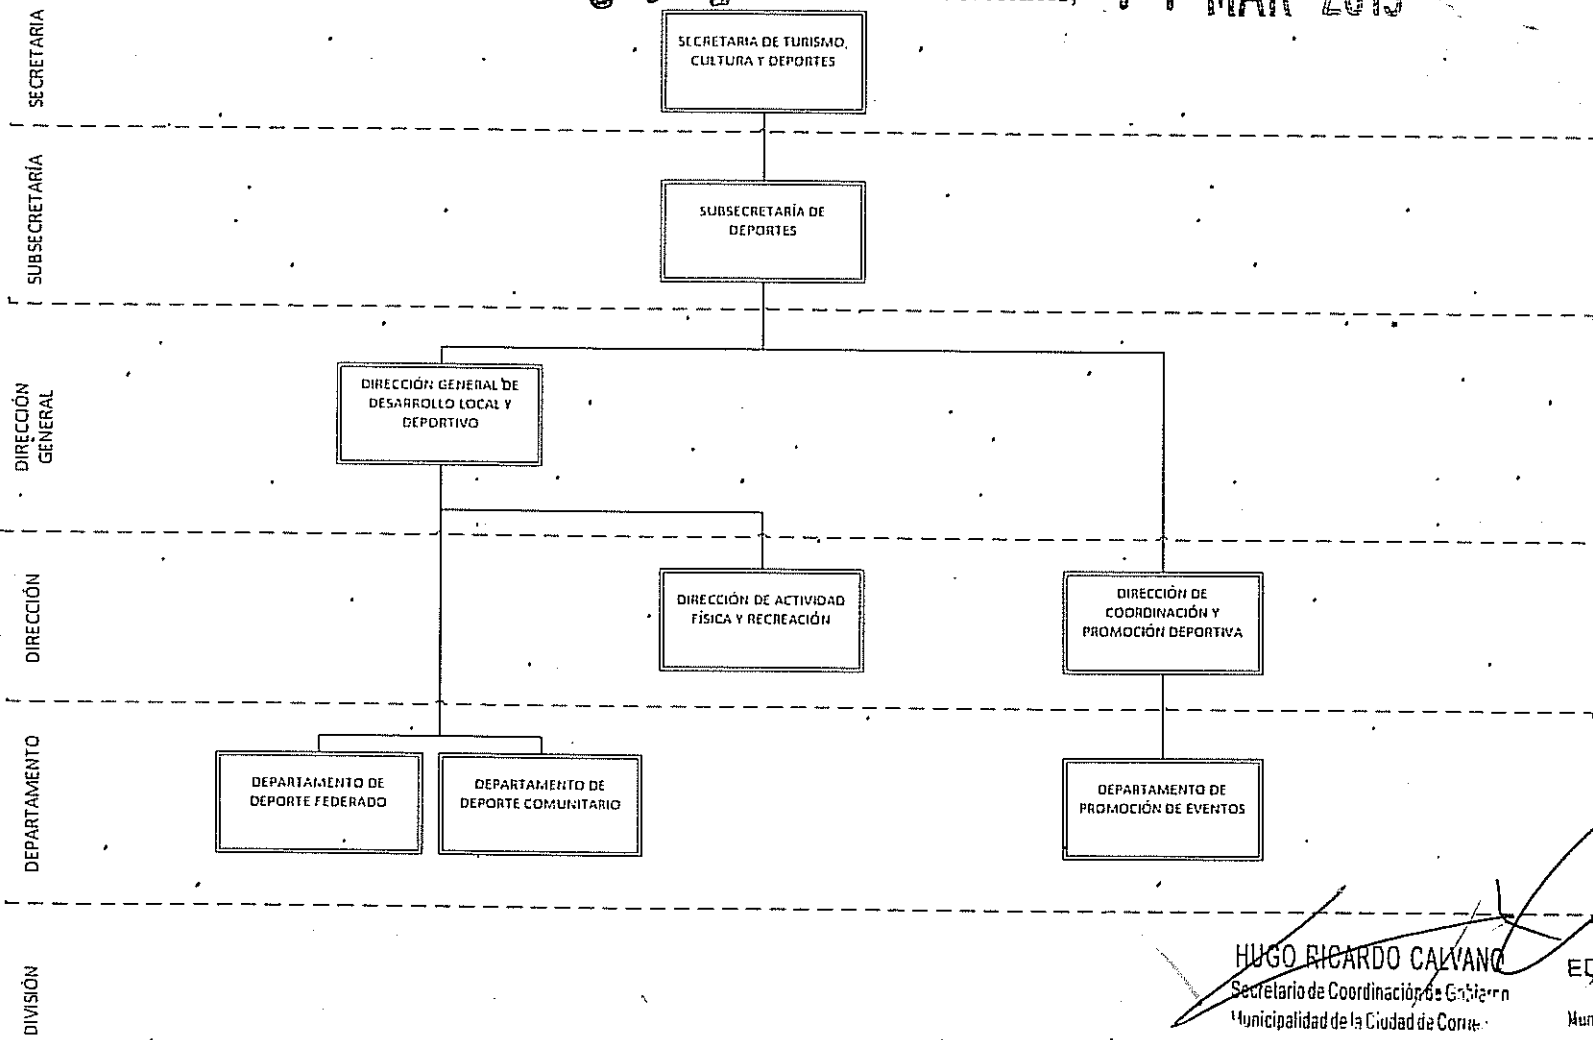 MAR 2015
SECRETARIA
SECRETARIA DE TURISMO,
CULTURA Y DEPORTES
SUBSECRETARÍA
SUBSECRETARÍA DE
DEPORTES
DIRECCIÓN
GENERAL
DIRECCIÓN GENERAL DE
DESARROLLO LOCAL Y
DEPORTIVO
DIRECCIÓN
DIRECCIÓN DE ACTIVIDAD
FÍSICA Y RECREACIÓN
DIRECCIÓN DE
COORDINACIÓN Y
PROMOCIÓN DEPORTIVA
DEPARTAMENTO
DEPARTAMENTO DE
DEPORTE FEDERADO
DEPARTAMENTO DE
DEPORTE COMUNITARIO
DEPARTAMENTO DE
PROMOCIÓN DE EVENTOS
DIVISIÓN
HUGO RICARDO CALVANO
Secretario de Coordinación de
Municipalidad de la Ciudad de